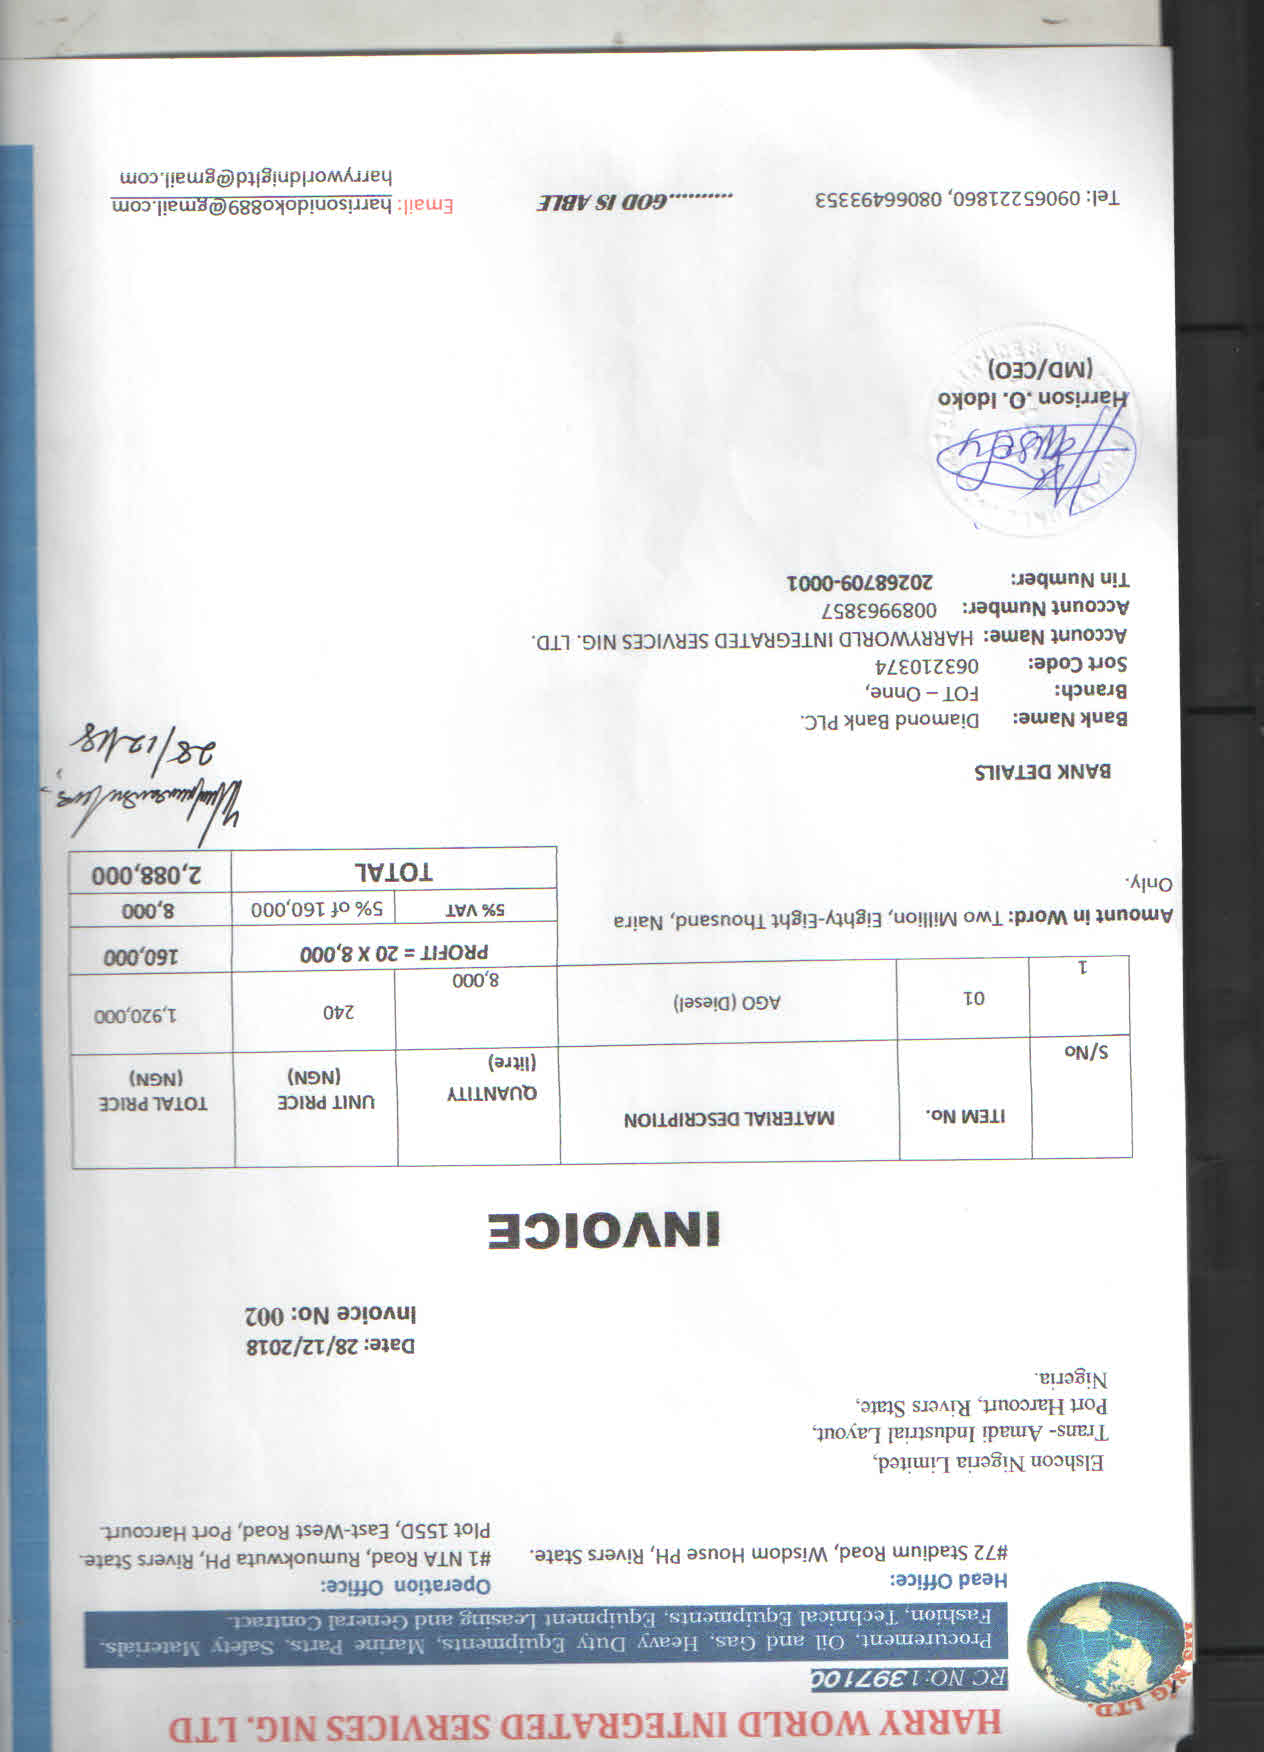 HARRY WORLD INTEGRATED SERVICES NIG. LTD
NIG LTD.
RC NO:1397100
Procurement, Oil and Gas, Heavy Duty Equipments, Marine Parts, Safety Materials,
Fashion, Technical Equipments, Equipment Leasing and General Contract.
Head Office:
#72 Stadium Road, Wisdom House PH, Rivers State.
Operation Office:
#1 NTA Road, Rumuokwuta PH, Rivers State.
Plot 155D, East-West Road, Port Harcourt.
Elshcon Nigeria Limited,
Trans- Amadi Industrial Layout,
Port Harcourt, Rivers State,
Nigeria.
Date: 28/12/2018
Invoice No: 002
INVOICE
S/No ITEM No. MATERIAL DESCRIPTION QUANTITY (litre) UNIT PRICE (NGN) TOTAL PRICE (NGN)
1 01 AGO (Diesel) 8,000 240 1,920,000
PROFIT = 20 X 8,000 160,000
5% VAT 5% of 160,000 8,000
TOTAL 2,088,000
Amount in Word: Two Million, Eighty-Eight Thousand, Naira
Only.
28/12/18
BANK DETAILS
Bank Name: Diamond Bank PLC.
Branch: FOT – Onne,
Sort Code: 063210374
Account Name: HARRYWORLD INTEGRATED SERVICES NIG. LTD.
Account Number: 0089963857
Tin Number: 20268709-0001
Harrison .O. Idoko
(MD/CEO)
Tel: 09065221860, 08066493353
..........GOD IS ABLE
Email: harrisonidoko889@gmail.com
harryworldnigltd@gmail.com